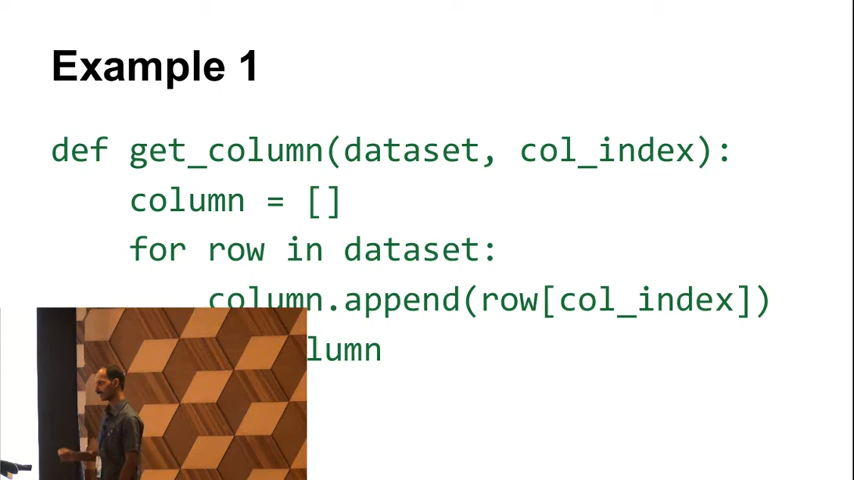 Example 1
def get_column(dataset, col_index):
column = []
for row in dataset:
column.append(row[col_index])
lumn